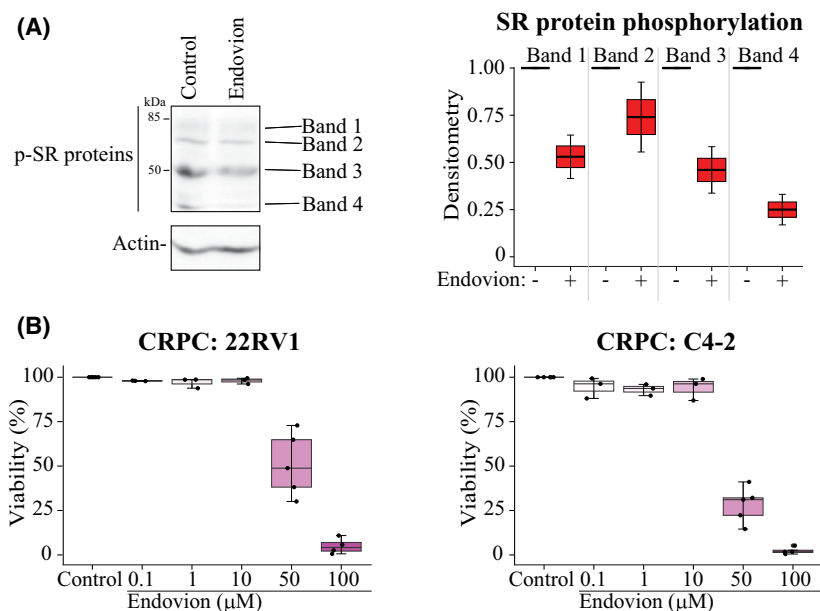 (A)
Control
Endovion
kDa
85
50
p-SR proteins
Band 1
Band 2
Band 3
Band 4
Actin-
SR protein phosphorylation
Band 1 Band 2 Band 3 Band 4
Densitometry
1.00
0.75
0.50
0.25
0
Endovion: - + - + - + - +
(B)
CRPC: 22RV1
Viability (%)
100
75
50
25
0
Control 0.1 1 10 50 100
Endovion (µM)
CRPC: C4-2
Viability (%)
100
75
50
25
0
Control 0.1 1 10 50 100
Endovion (µM)